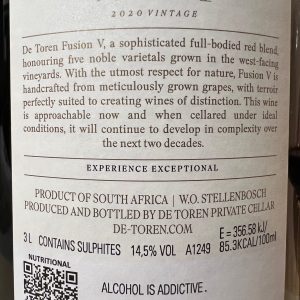 2020 VINTAGE
De Toren Fusion V, a sophisticated full-bodied red blend,
honouring five noble varietals grown in the west-facing
vineyards. With the utmost respect for nature, Fusion V is
handcrafted from meticulously grown grapes, with terroir
perfectly suited to creating wines of distinction. This wine
is approachable now and when cellared under ideal
conditions, it will continue to develop in complexity over
the next two decades.
EXPERIENCE EXCEPTIONAL
PRODUCT OF SOUTH AFRICA | W.O. STELLENBOSCH
PRODUCED AND BOTTLED BY DE TOREN PRIVATE CELLAR
DE-TOREN.COM
3L CONTAINS SULPHITES 14,5% VOL A1249 E = 356.58 kJ/
85.3KCAL/100ml
NUTRITIONAL
ALCOHOL IS ADDICTIVE.